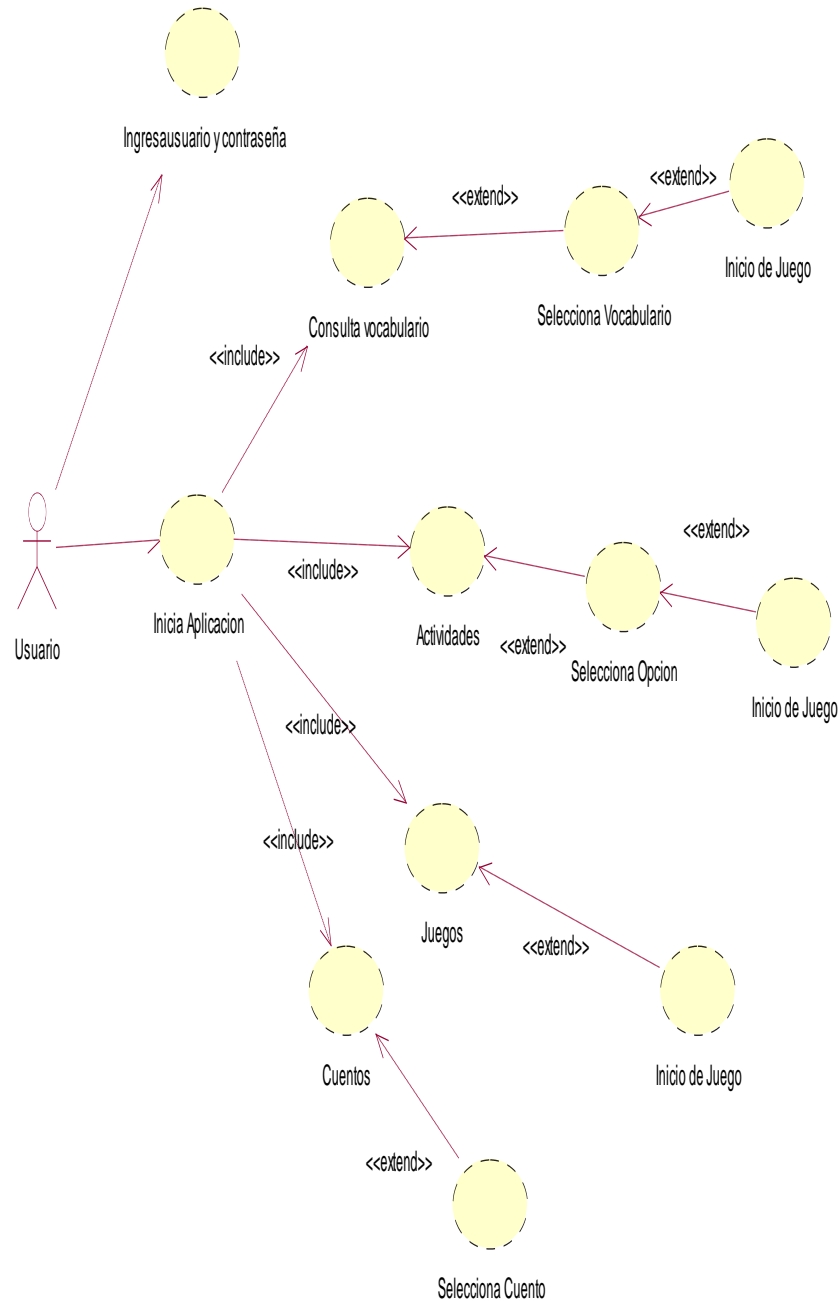 Ingresausuario y contraseña
<<extend>>
<<extend>>
Inicio de Juego
Selecciona Vocabulario
Consulta vocabulario
<<include>>
<<extend>>
<<include>>
Inicia Aplicacion
Actividades
<<extend>>
Usuario
Selecciona Opcion
Inicio de Juego
<<include>>
<<include>>
Juegos
<<extend>>
Cuentos
Inicio de Juego
<<extend>>
Selecciona Cuento